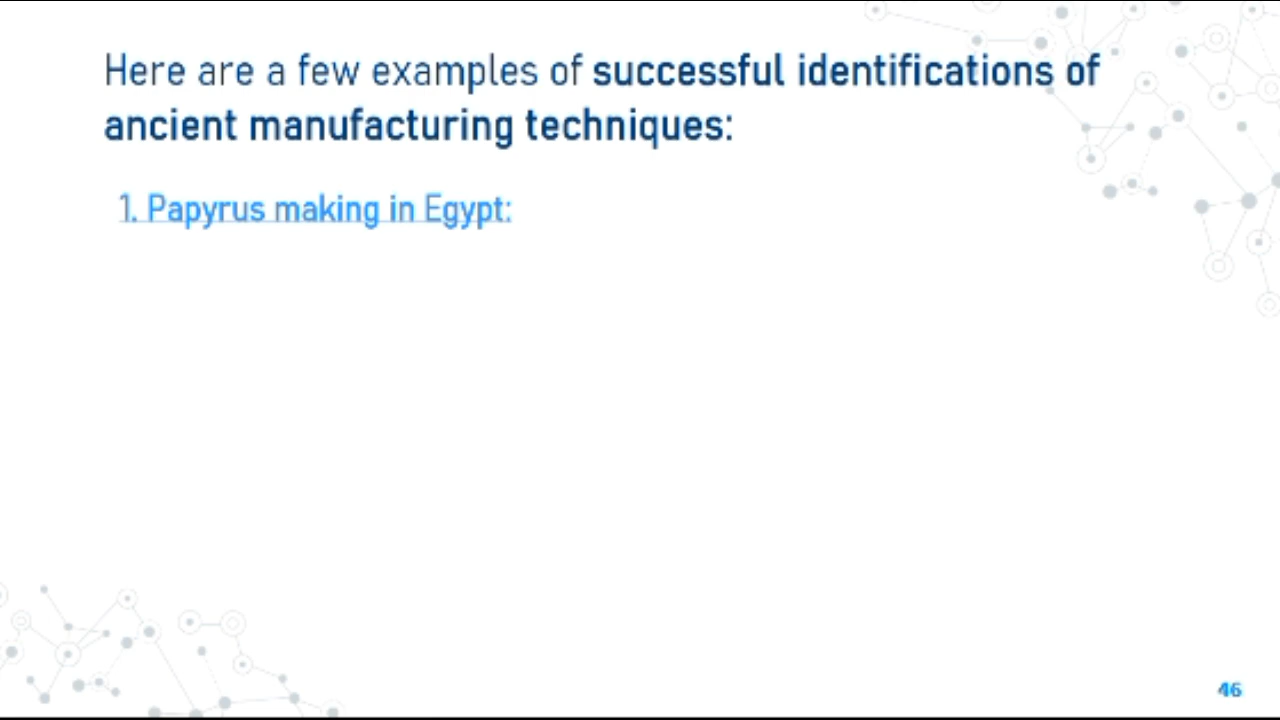 Here are a few examples of successful identifications of
ancient manufacturing techniques:
1. Papyrus making in Egypt:
46